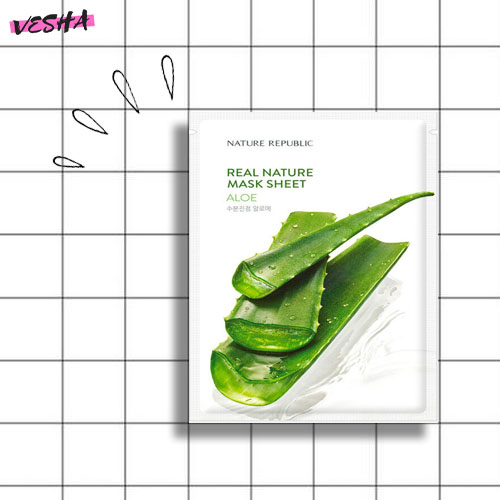 VESHA
NATURE REPUBLIC
REAL NATURE
MASK SHEET
ALOE
수분진정 알로에